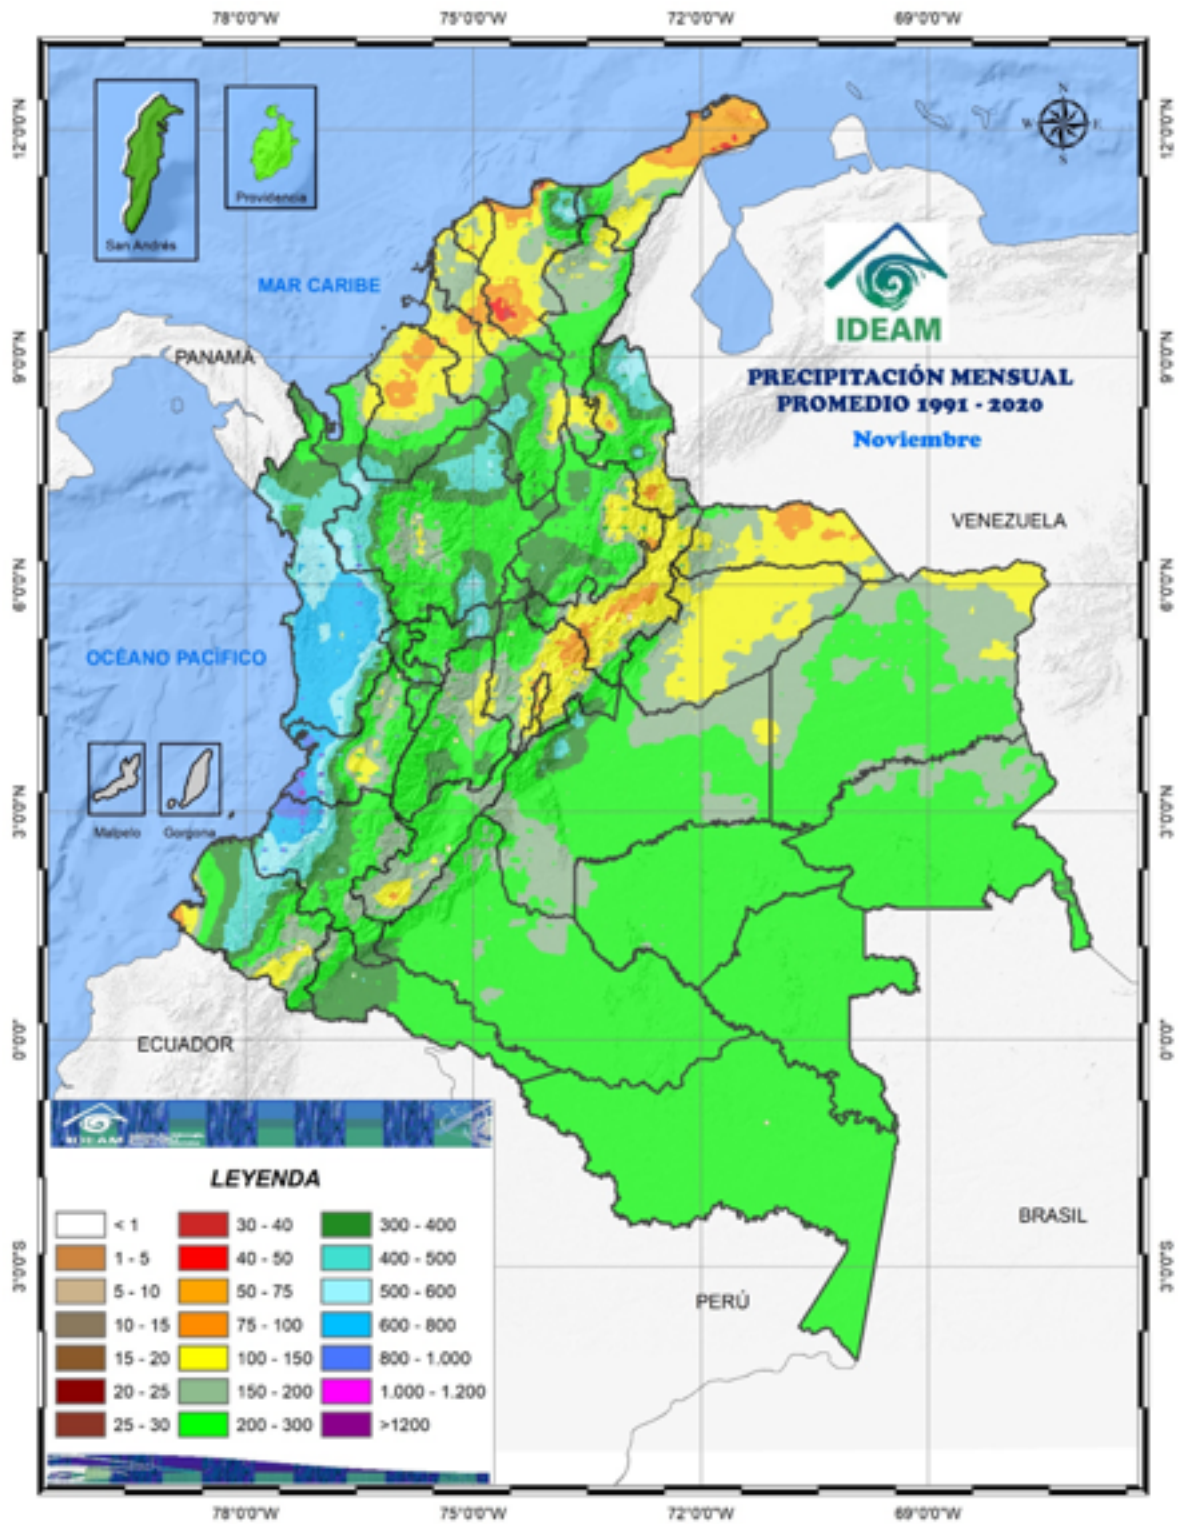 78°0'0"W 75°0'0"W 72°0'0"W 69°0'0"W
12°0'0"N
12°0'0"N
San Andrés
Providencia
N
W E
S
MAR CARIBE
IDEAM
9°0'0"N
9°0'0"N
PANAMÁ
PRECIPITACIÓN MENSUAL
PROMEDIO 1991 - 2020
Noviembre
VENEZUELA
6°0'0"N
6°0'0"N
OCÉANO PACÍFICO
Malpelo
Gorgona
3°0'0"N
3°0'0"N
ECUADOR
0°0'0"
0°0'0"
IDEAM
LEYENDA
< 1
1 - 5
5 - 10
10 - 15
15 - 20
20 - 25
25 - 30
30 - 40
40 - 50
50 - 75
75 - 100
100 - 150
150 - 200
200 - 300
300 - 400
400 - 500
500 - 600
600 - 800
800 - 1.000
1.000 - 1.200
>1200
BRASIL
PERÚ
3°0'0"S
3°0'0"S
78°0'0"W 75°0'0"W 72°0'0"W 69°0'0"W